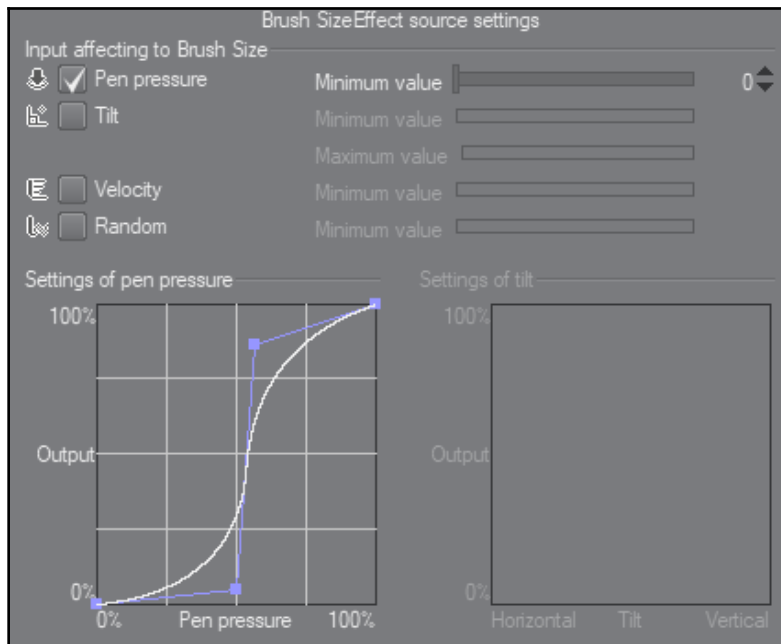 Brush SizeEffect source settings
Input affecting to Brush Size
Pen pressure Minimum value 0
Tilt Minimum value
Maximum value
Velocity Minimum value
Random Minimum value
Settings of pen pressure Settings of tilt
100% 100%
Output Output
0% 0%
0% Pen pressure 100% Horizontal Tilt Vertical